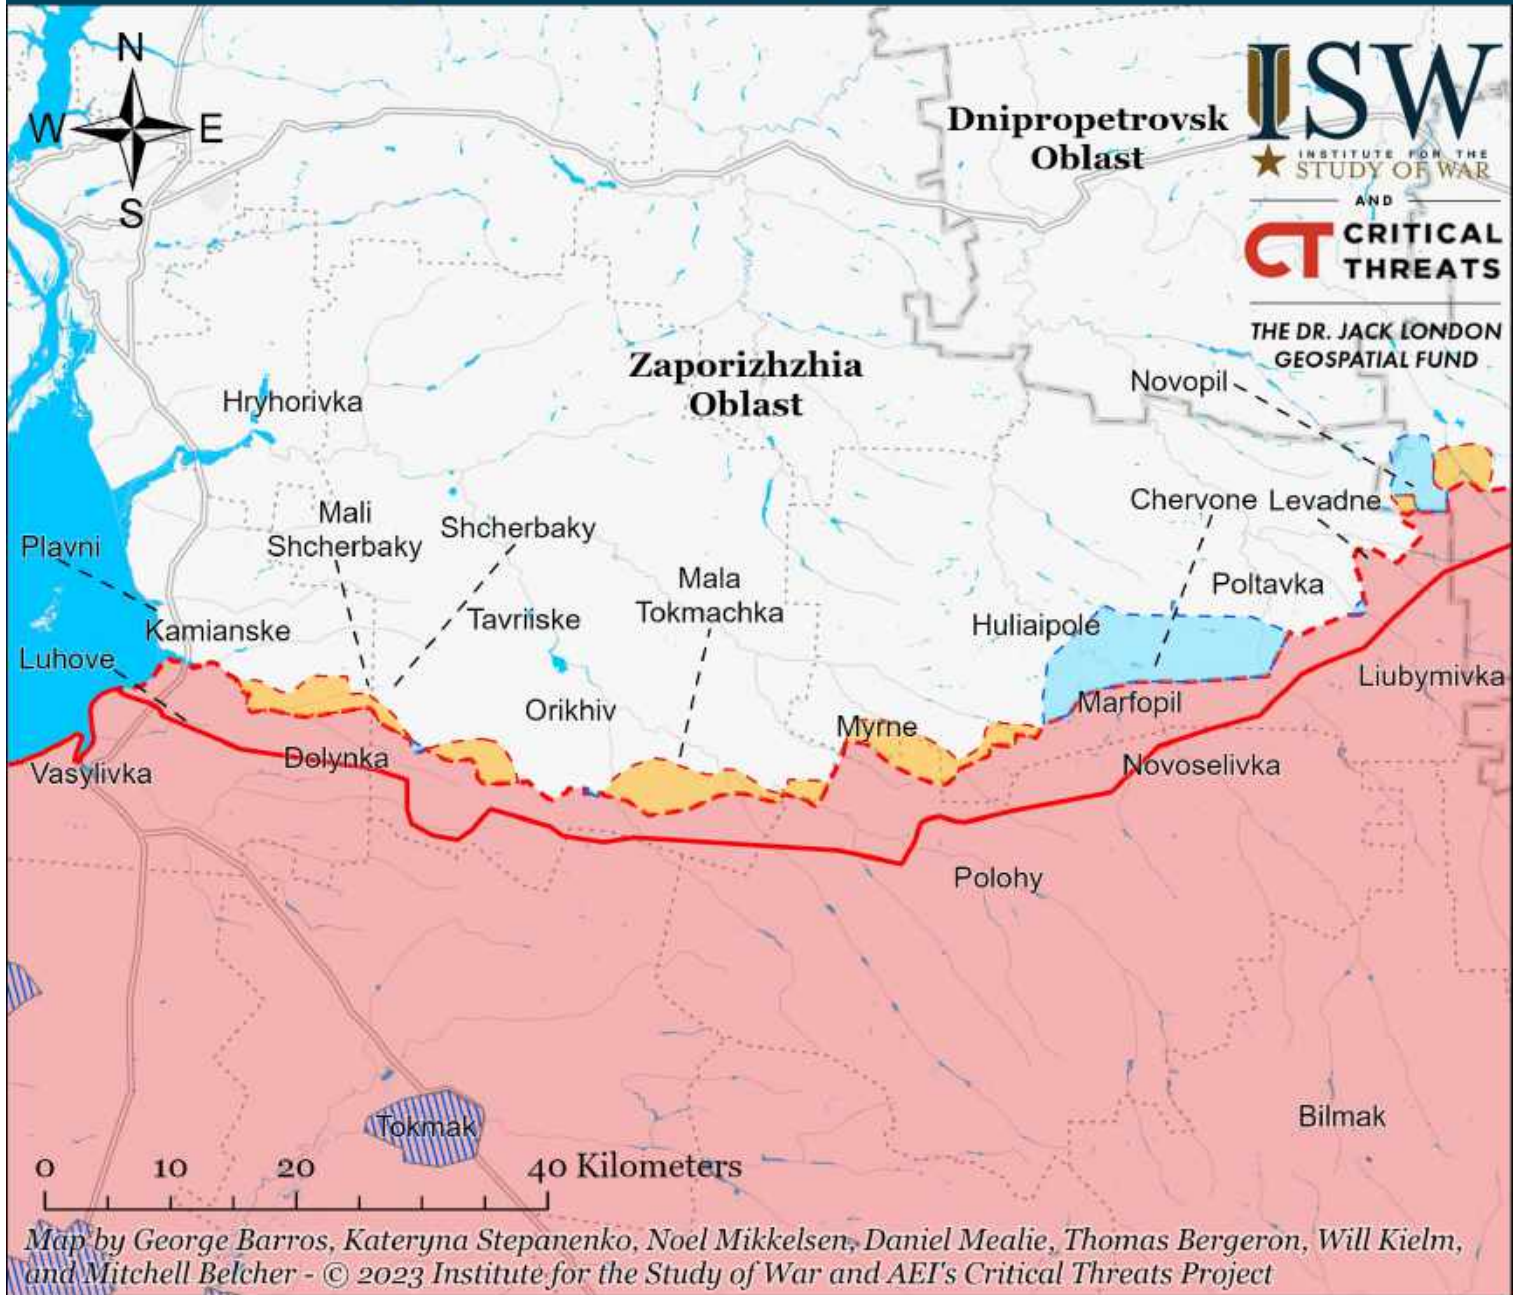 N
W
E
S
ISW
INSTITUTE FOR THE
STUDY OF WAR
AND
CT CRITICAL
THREATS
THE DR. JACK LONDON
GEOSPATIAL FUND
Dnipropetrovsk
Oblast
Zaporizhzhia
Oblast
Novopil
Hryhorivka
Mali
Shcherbaky
Shcherbaky
Chervone
Levadne
Plavni
Mala
Tokmachka
Poltavka
Tavriiske
Kamianske
Huliaipole
Luhove
Liubymivka
Orikhiv
Marfopil
Myrne
Dolynka
Vasylivka
Novoselivka
Polohy
Bilmak
Tokmak
0 10 20 40 Kilometers
Map by George Barros, Kateryna Stepanenko, Noel Mikkelsen, Daniel Mealie, Thomas Bergeron, Will Kielm,
and Mitchell Belcher - © 2023 Institute for the Study of War and AEI's Critical Threats Project